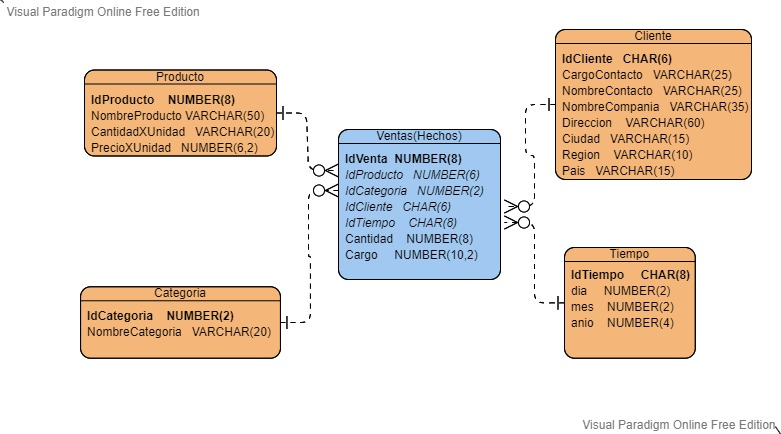 Visual Paradigm Online Free Edition
Producto
IdProducto NUMBER(8)
NombreProducto VARCHAR(50)
CantidadXUnidad VARCHAR(20)
PrecioXUnidad NUMBER(6,2)
Categoria
IdCategoria NUMBER(2)
NombreCategoria VARCHAR(20)
Ventas(Hechos)
IdVenta NUMBER(8)
IdProducto NUMBER(6)
IdCategoria NUMBER(2)
IdCliente CHAR(6)
IdTiempo CHAR(8)
Cantidad NUMBER(8)
Cargo NUMBER(10,2)
Cliente
IdCliente CHAR(6)
CargoContacto VARCHAR(25)
NombreContacto VARCHAR(25)
NombreCompania VARCHAR(35)
Direccion VARCHAR(60)
Ciudad VARCHAR(15)
Region VARCHAR(10)
Pais VARCHAR(15)
Tiempo
IdTiempo CHAR(8)
dia NUMBER(2)
mes NUMBER(2)
anio NUMBER(4)
Visual Paradigm Online Free Edition